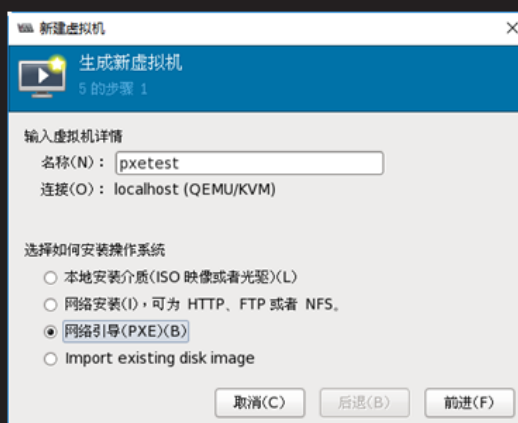 新建虚拟机
生成新虚拟机
5 的步骤 1
输入虚拟机详情
名称(N)： pxetest
连接(O)： localhost (QEMU/KVM)
选择如何安装操作系统
本地安装介质(ISO 映像或者光驱)(L)
网络安装(I)，可为 HTTP、FTP 或者 NFS。
网络引导(PXE)(B)
Import existing disk image
取消(C) 后退(B) 前进(F)